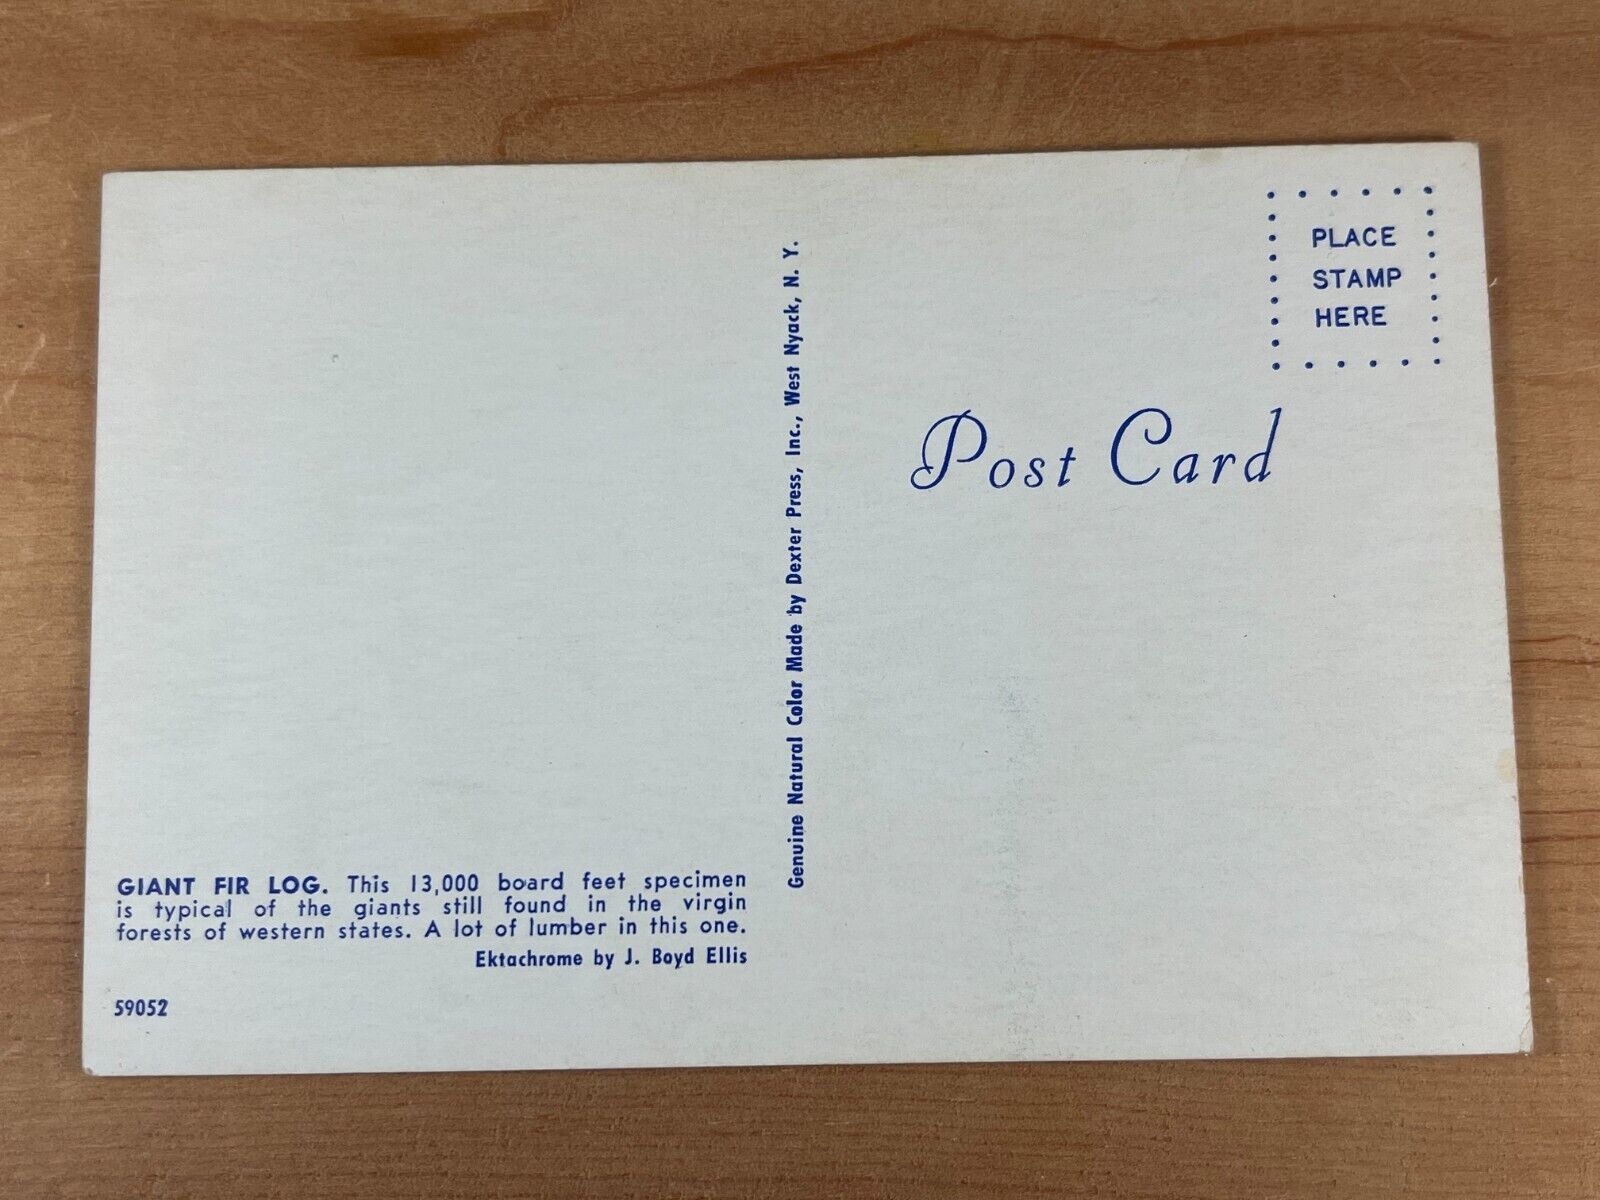 PLACE
STAMP
HERE
Post Card
Genuine Natural Color Made by Dexter Press, Inc., West Nyack, N. Y.
GIANT FIR LOG. This 13,000 board feet specimen
is typical of the giants still found in the virgin
forests of western states. A lot of lumber in this one.
Ektachrome by J. Boyd Ellis
59052